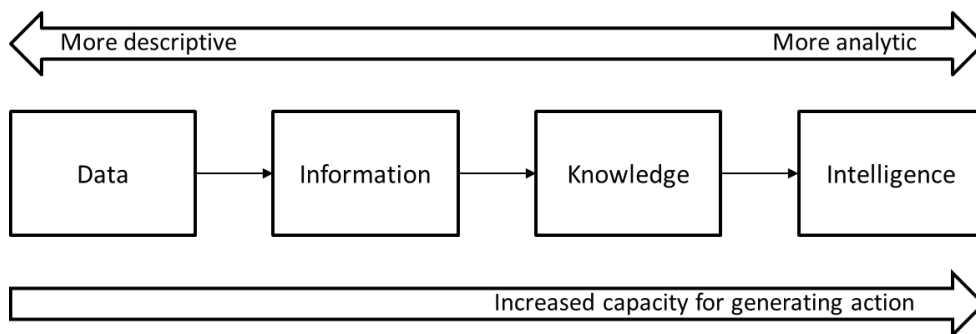 More descriptive
More analytic
Data
Information
Knowledge
Intelligence
Increased capacity for generating action